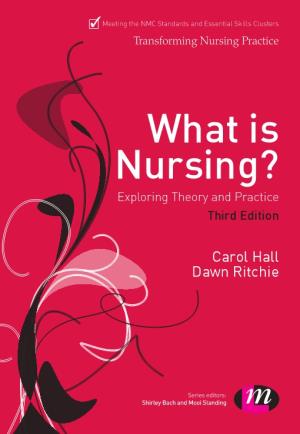 Meeting the NMC Standards and Essential Skills Clusters
Transforming Nursing Practice
What is
Nursing?
Exploring Theory and Practice
Third Edition
Carol Hall
Dawn Ritchie
Series editors:
Shirley Bach and Mooi Standing
m